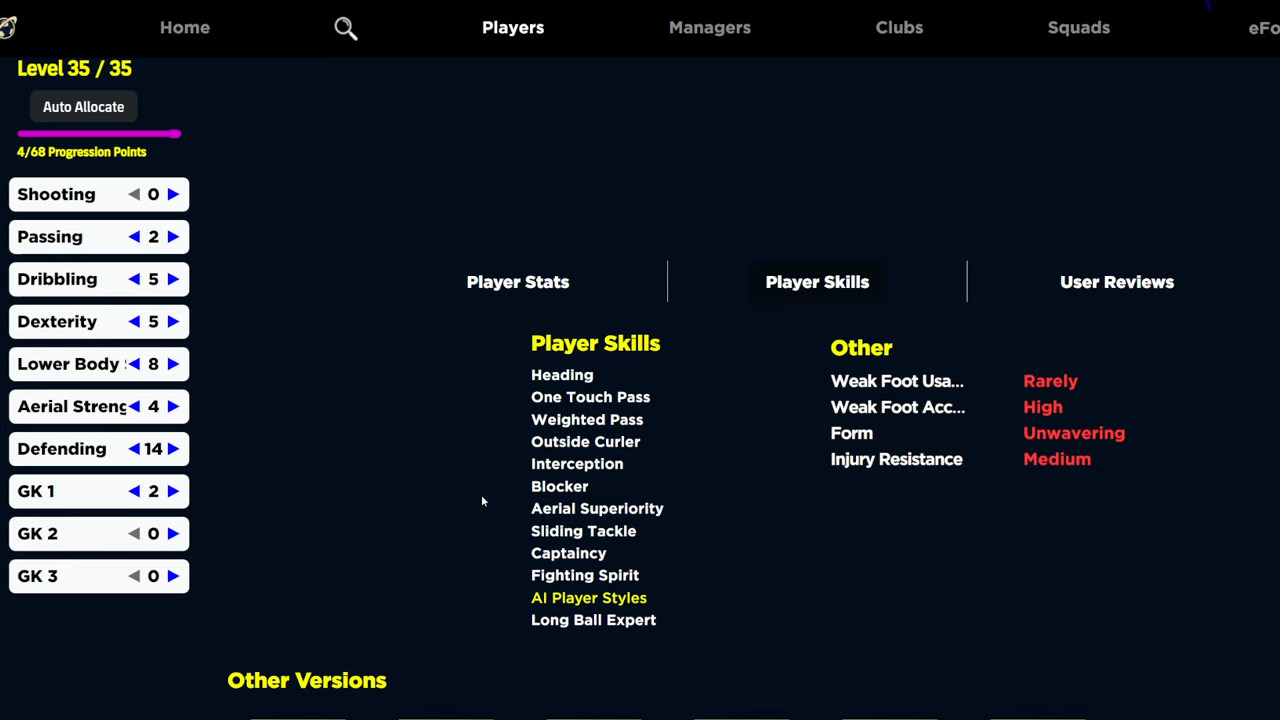 Home
Players
Managers
Clubs
Squads
eFo
Level 35 / 35
Auto Allocate
4/68 Progression Points
Shooting 0
Passing 2
Dribbling 5
Dexterity 5
Lower Body 8
Aerial Streng 4
Defending 14
GK 1 2
GK 2 0
GK 3 0
Player Stats
Player Skills
User Reviews
Player Skills
Heading
One Touch Pass
Weighted Pass
Outside Curler
Interception
Blocker
Aerial Superiority
Sliding Tackle
Captaincy
Fighting Spirit
AI Player Styles
Long Ball Expert
Other
Weak Foot Usa... Rarely
Weak Foot Acc... High
Form Unwavering
Injury Resistance Medium
Other Versions